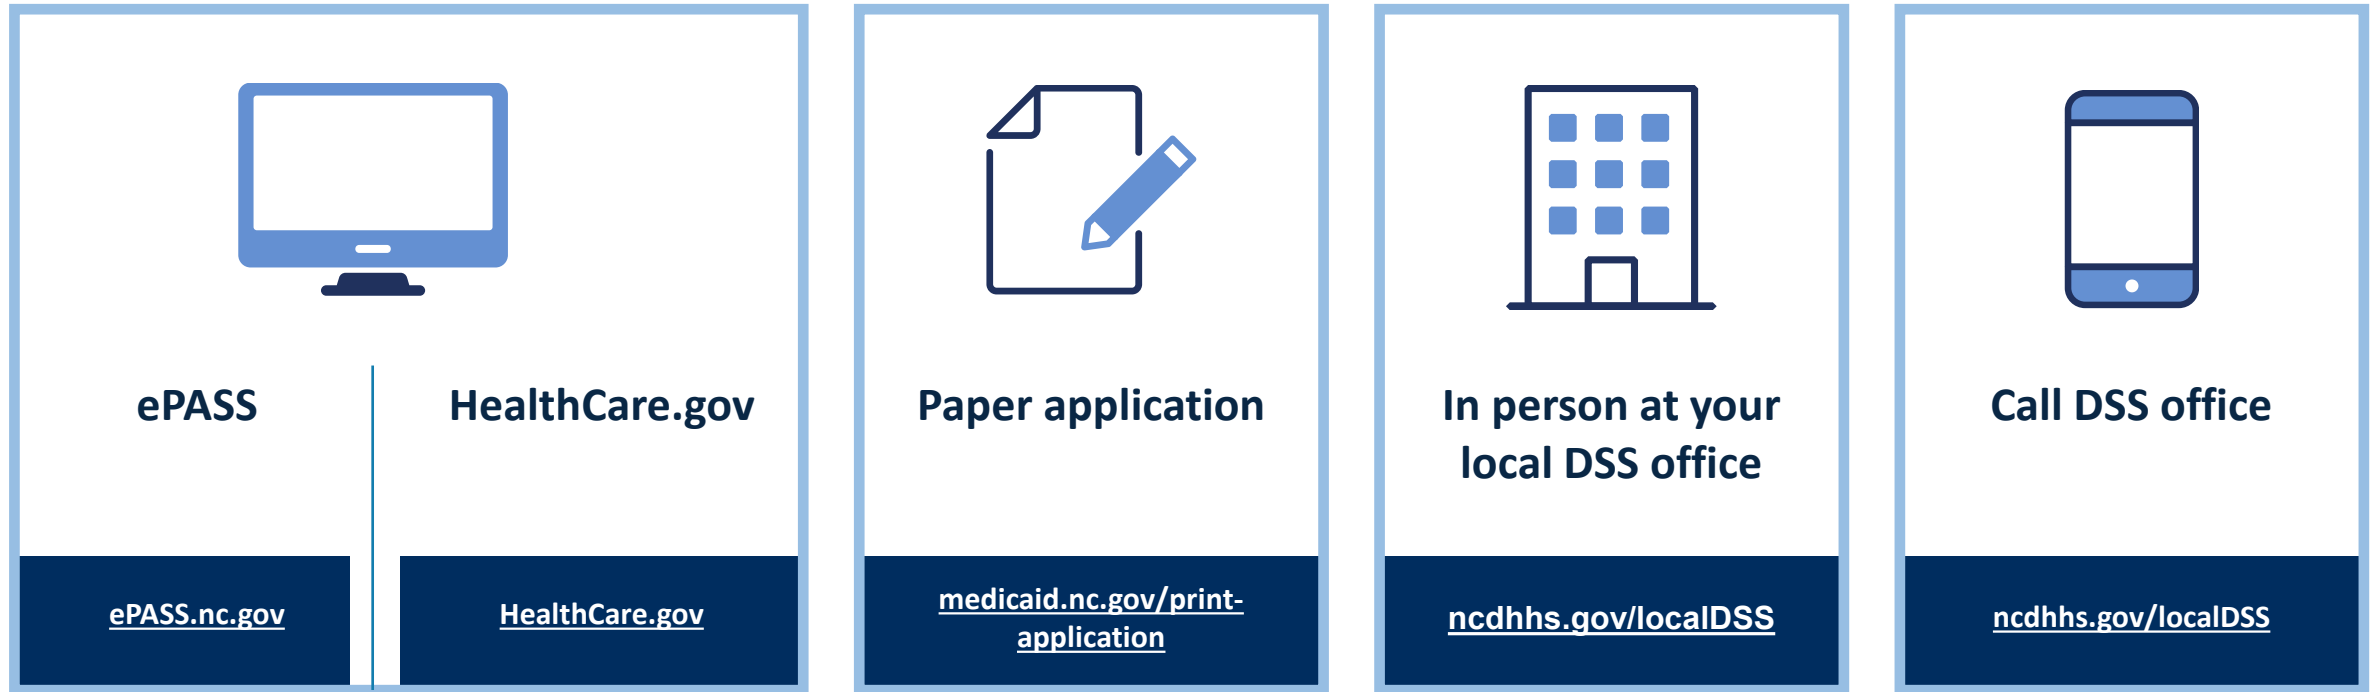 ePASS
ePASS.nc.gov
HealthCare.gov
HealthCare.gov
Paper application
medicaid.nc.gov/print-
application
In person at your
local DSS office
ncdhhs.gov/localDSS
Call DSS office
ncdhhs.gov/localDSS